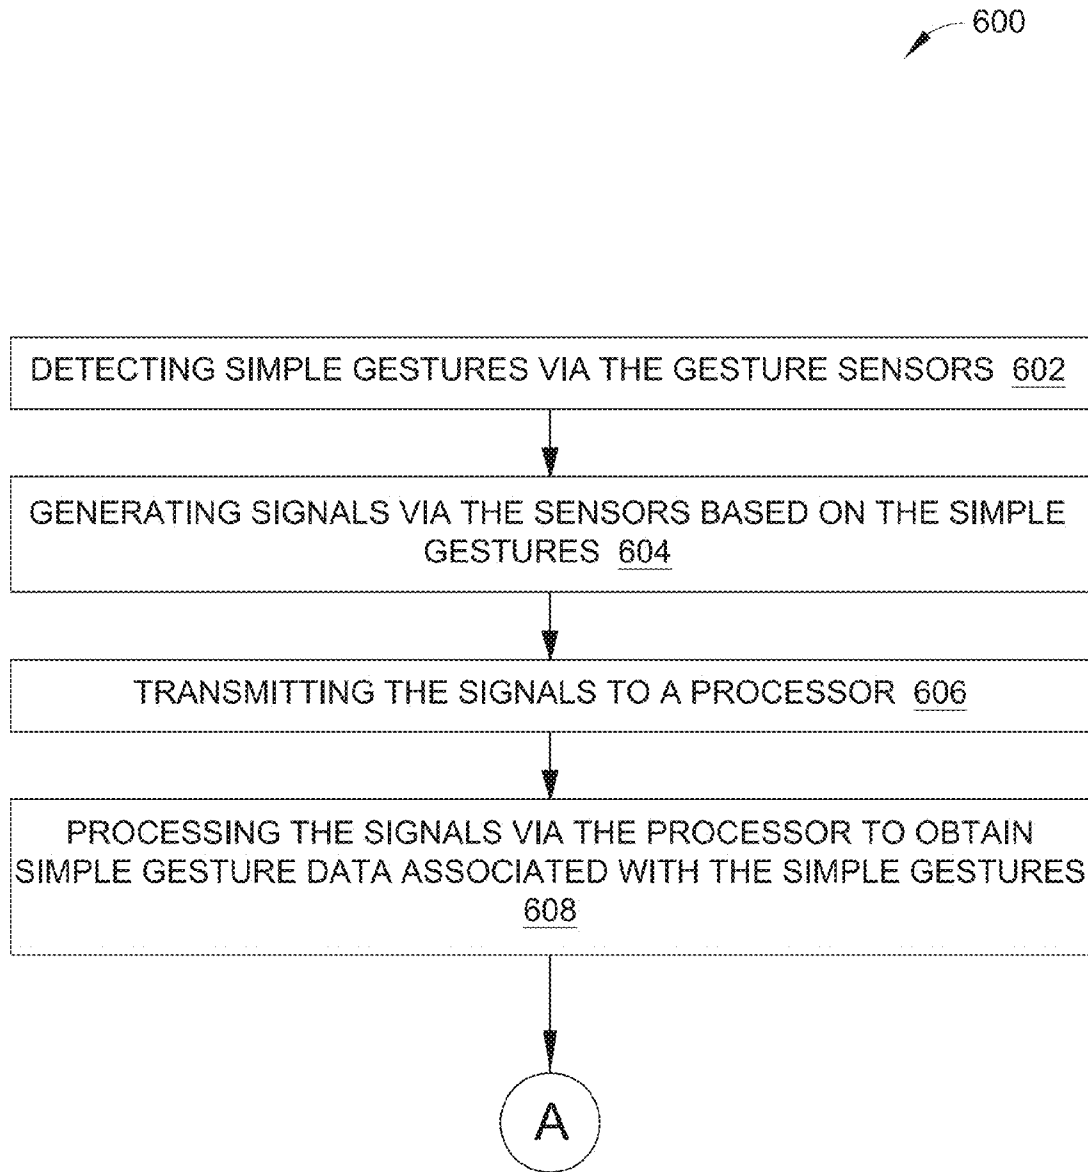 600
DETECTING SIMPLE GESTURES VIA THE GESTURE SENSORS 602
GENERATING SIGNALS VIA THE SENSORS BASED ON THE SIMPLE
GESTURES 604
TRANSMITTING THE SIGNALS TO A PROCESSOR 606
PROCESSING THE SIGNALS VIA THE PROCESSOR TO OBTAIN
SIMPLE GESTURE DATA ASSOCIATED WITH THE SIMPLE GESTURES
608
A